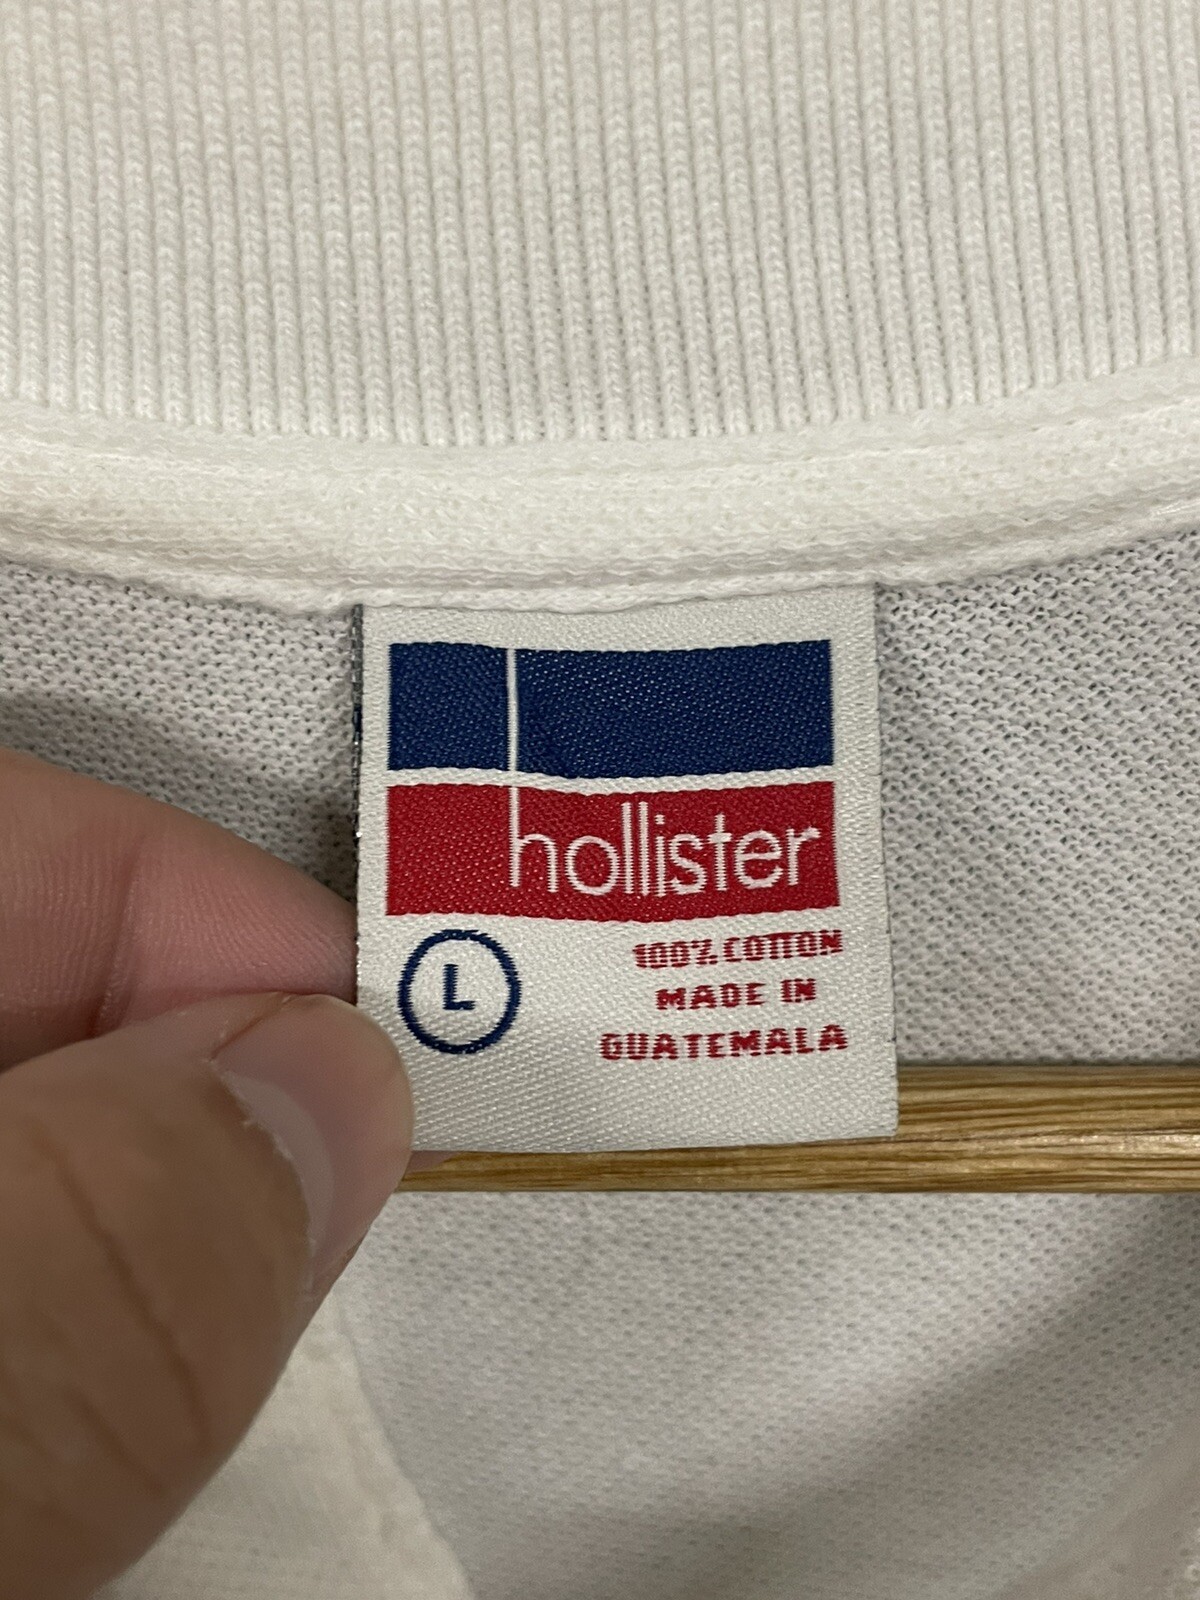 hollister
L
100% COTTON
MADE IN
GUATEMALA